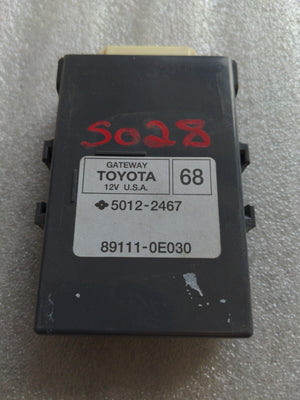 S028
GATEWAY
TOYOTA
12V U.S.A.
68
5012-2467
89111-0E030